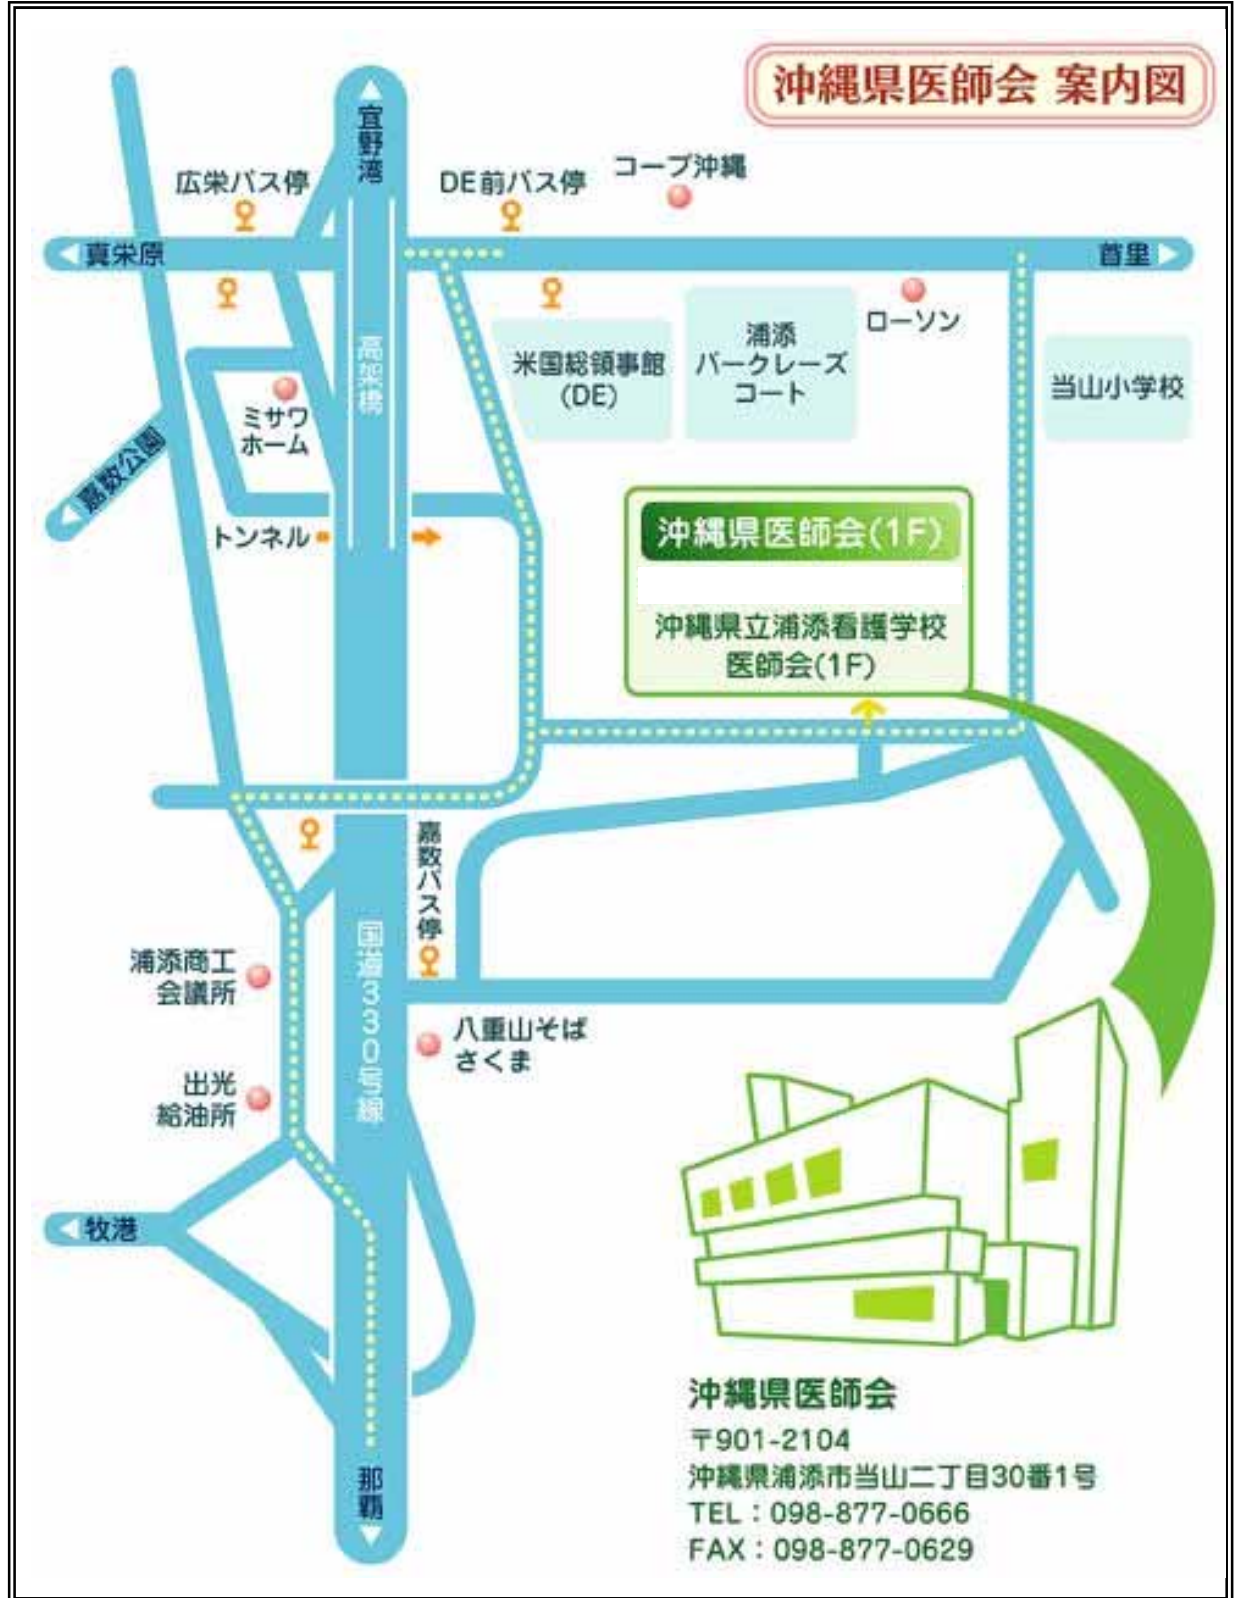 沖縄県医師会 案内図
宜野湾
広栄バス停
DE前バス停
コープ沖縄
真栄原
首里
ローソン
高架橋
米国総領事館
(DE)
浦添
パークレーズ
コート
当山小学校
ミサワ
ホーム
嘉数公園
トンネル
沖縄県医師会(1F)
沖縄県立浦添看護学校
医師会(1F)
嘉数バス停
国道330号線
浦添商工
会議所
八重山そば
さくま
出光
給油所
牧港
那覇
沖縄県医師会
〒901-2104
沖縄県浦添市当山二丁目30番1号
TEL：098-877-0666
FAX：098-877-0629